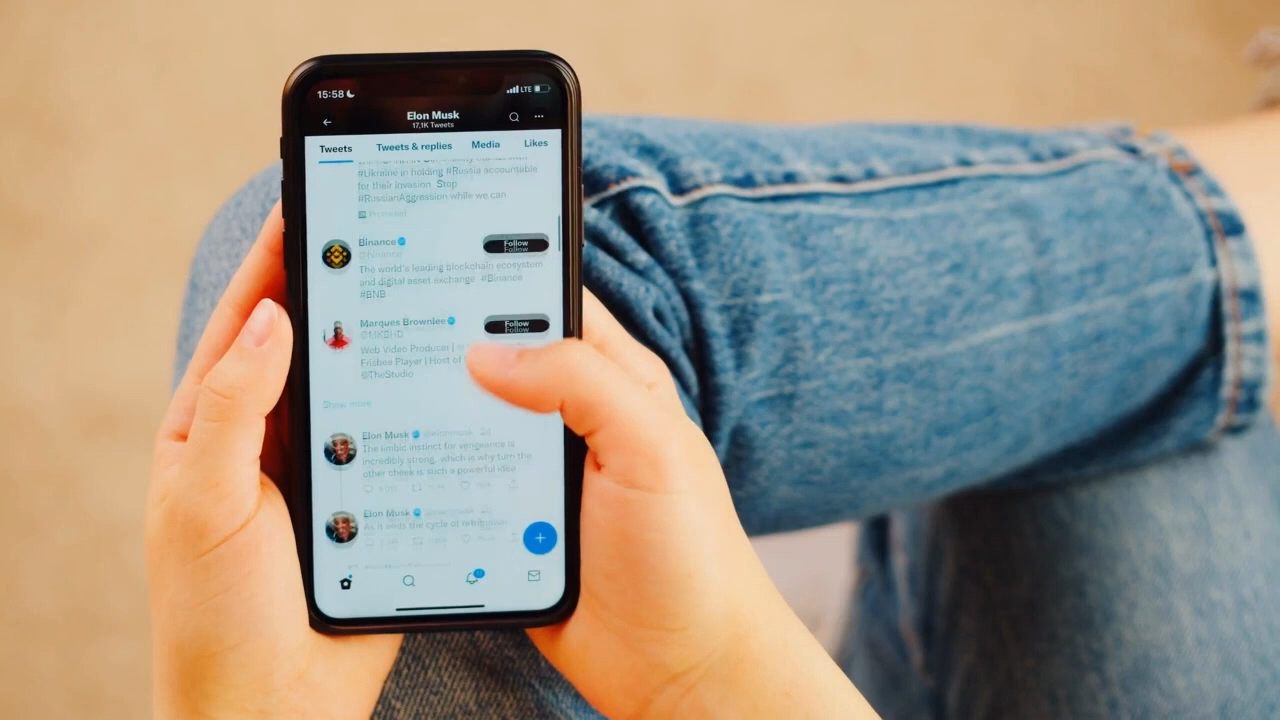 15:58
LTE
Elon Musk
17,1K Tweets
Tweets Tweets & replies Media Likes
#Ukraine in holding #Russia accountable
for their invasion. Stop
#RussianAggression while we can.
Promoted
Binance
@binance
Follow
The world's leading blockchain ecosystem
and digital asset exchange #Binance
#BNB
Marques Brownlee
@MKBHD
Follow
Web Video Producer |
Frisbee Player | Host of
@TheStudio
Show more
Elon Musk @elonmusk
The limbic instinct for vengeance is
incredibly strong, which is why turn the
other cheek is such a powerful idea
Elon Musk @elonmusk
As it ends the cycle of retribution